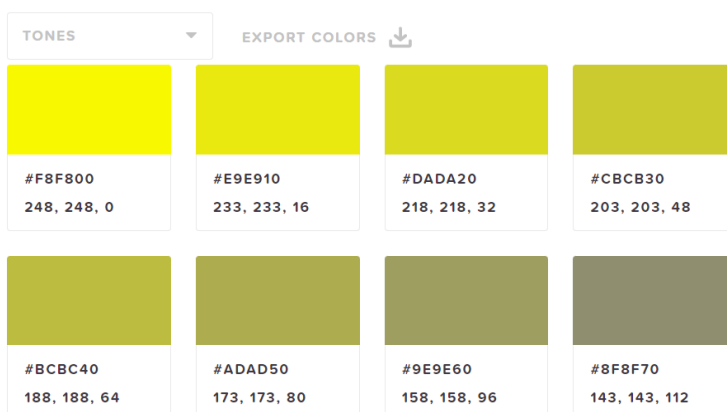 TONES
EXPORT COLORS
#F8F800
248, 248, 0
#E9E910
233, 233, 16
#DADA20
218, 218, 32
#CBCB30
203, 203, 48
#BCBC40
188, 188, 64
#ADAD50
173, 173, 80
#9E9E60
158, 158, 96
#8F8F70
143, 143, 112